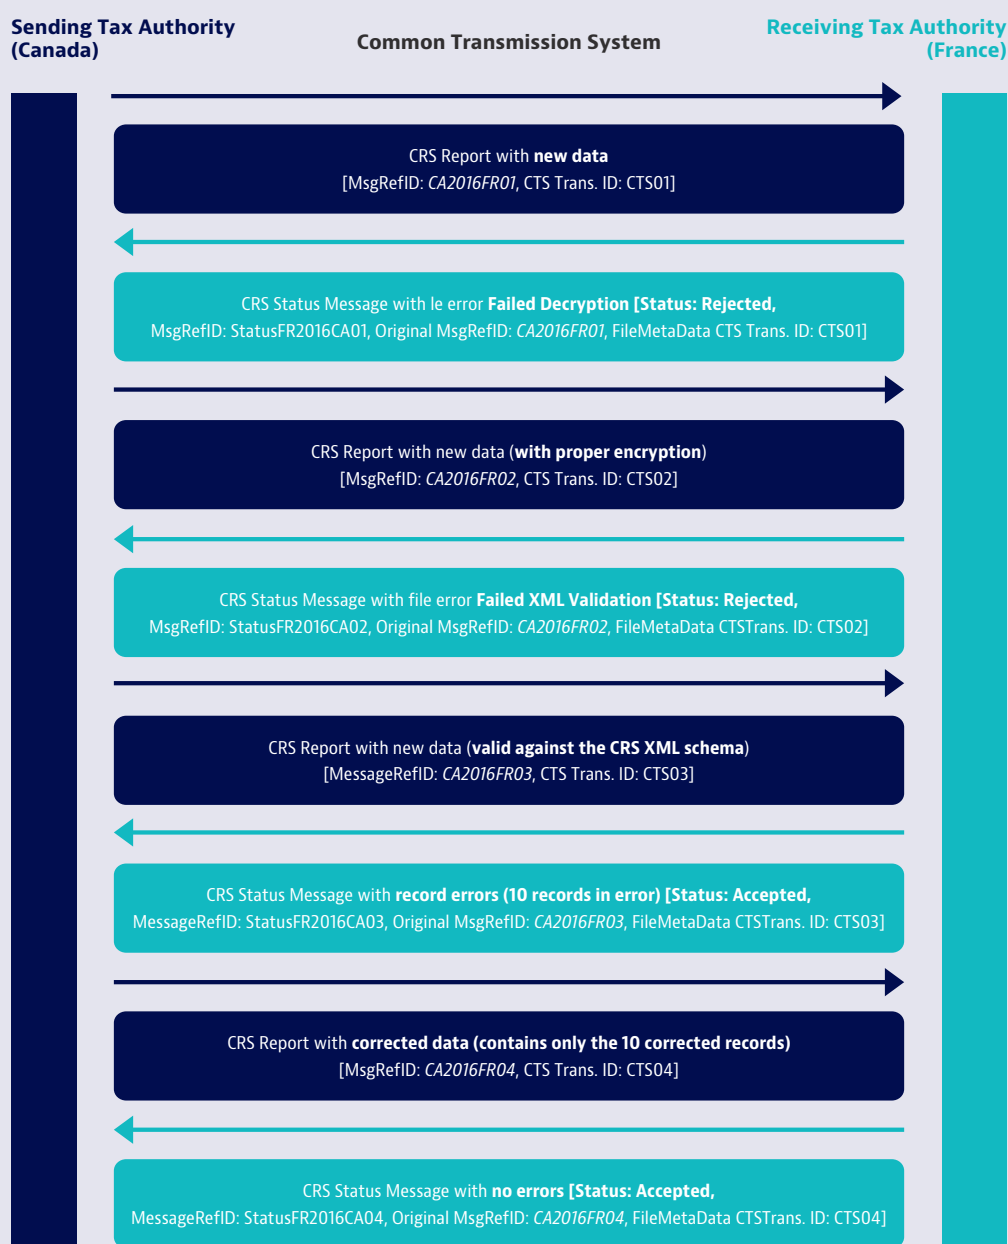 Sending Tax Authority
(Canada)
Common Transmission System
Receiving Tax Authority
(France)
CRS Report with new data
[MsgRefID: CA2016FR01, CTS Trans. ID: CTS01]
CRS Status Message with le error Failed Decryption [Status: Rejected,
MsgRefID: StatusFR2016CA01, Original MsgRefID: CA2016FR01, FileMetaData CTS Trans. ID: CTS01]
CRS Report with new data (with proper encryption)
[MsgRefID: CA2016FR02, CTS Trans. ID: CTS02]
CRS Status Message with file error Failed XML Validation [Status: Rejected,
MsgRefID: StatusFR2016CA02, Original MsgRefID: CA2016FR02, FileMetaData CTSTrans. ID: CTS02]
CRS Report with new data (valid against the CRS XML schema)
[MessageRefID: CA2016FR03, CTS Trans. ID: CTS03]
CRS Status Message with record errors (10 records in error) [Status: Accepted,
MessageRefID: StatusFR2016CA03, Original MsgRefID: CA2016FR03, FileMetaData CTSTrans. ID: CTS03]
CRS Report with corrected data (contains only the 10 corrected records)
[MsgRefID: CA2016FR04, CTS Trans. ID: CTS04]
CRS Status Message with no errors [Status: Accepted,
MessageRefID: StatusFR2016CA04, Original MsgRefID: CA2016FR04, FileMetaData CTSTrans. ID: CTS04]